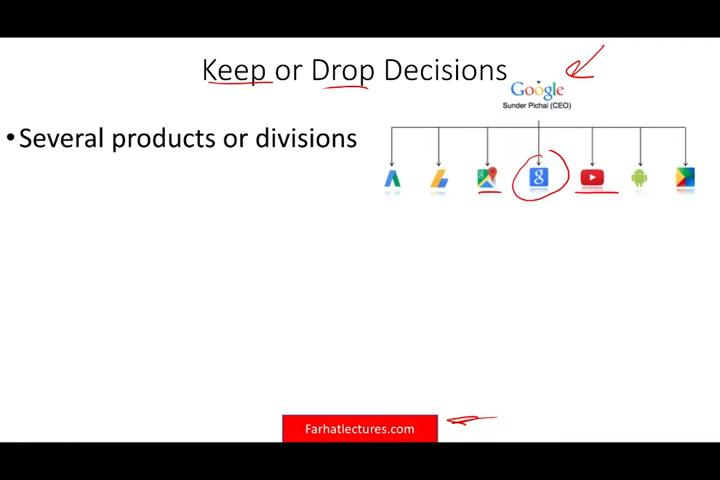 Keep or Drop Decisions
Google
Sunder Pichai (CEO)
•Several products or divisions
g
Farhatlectures.com